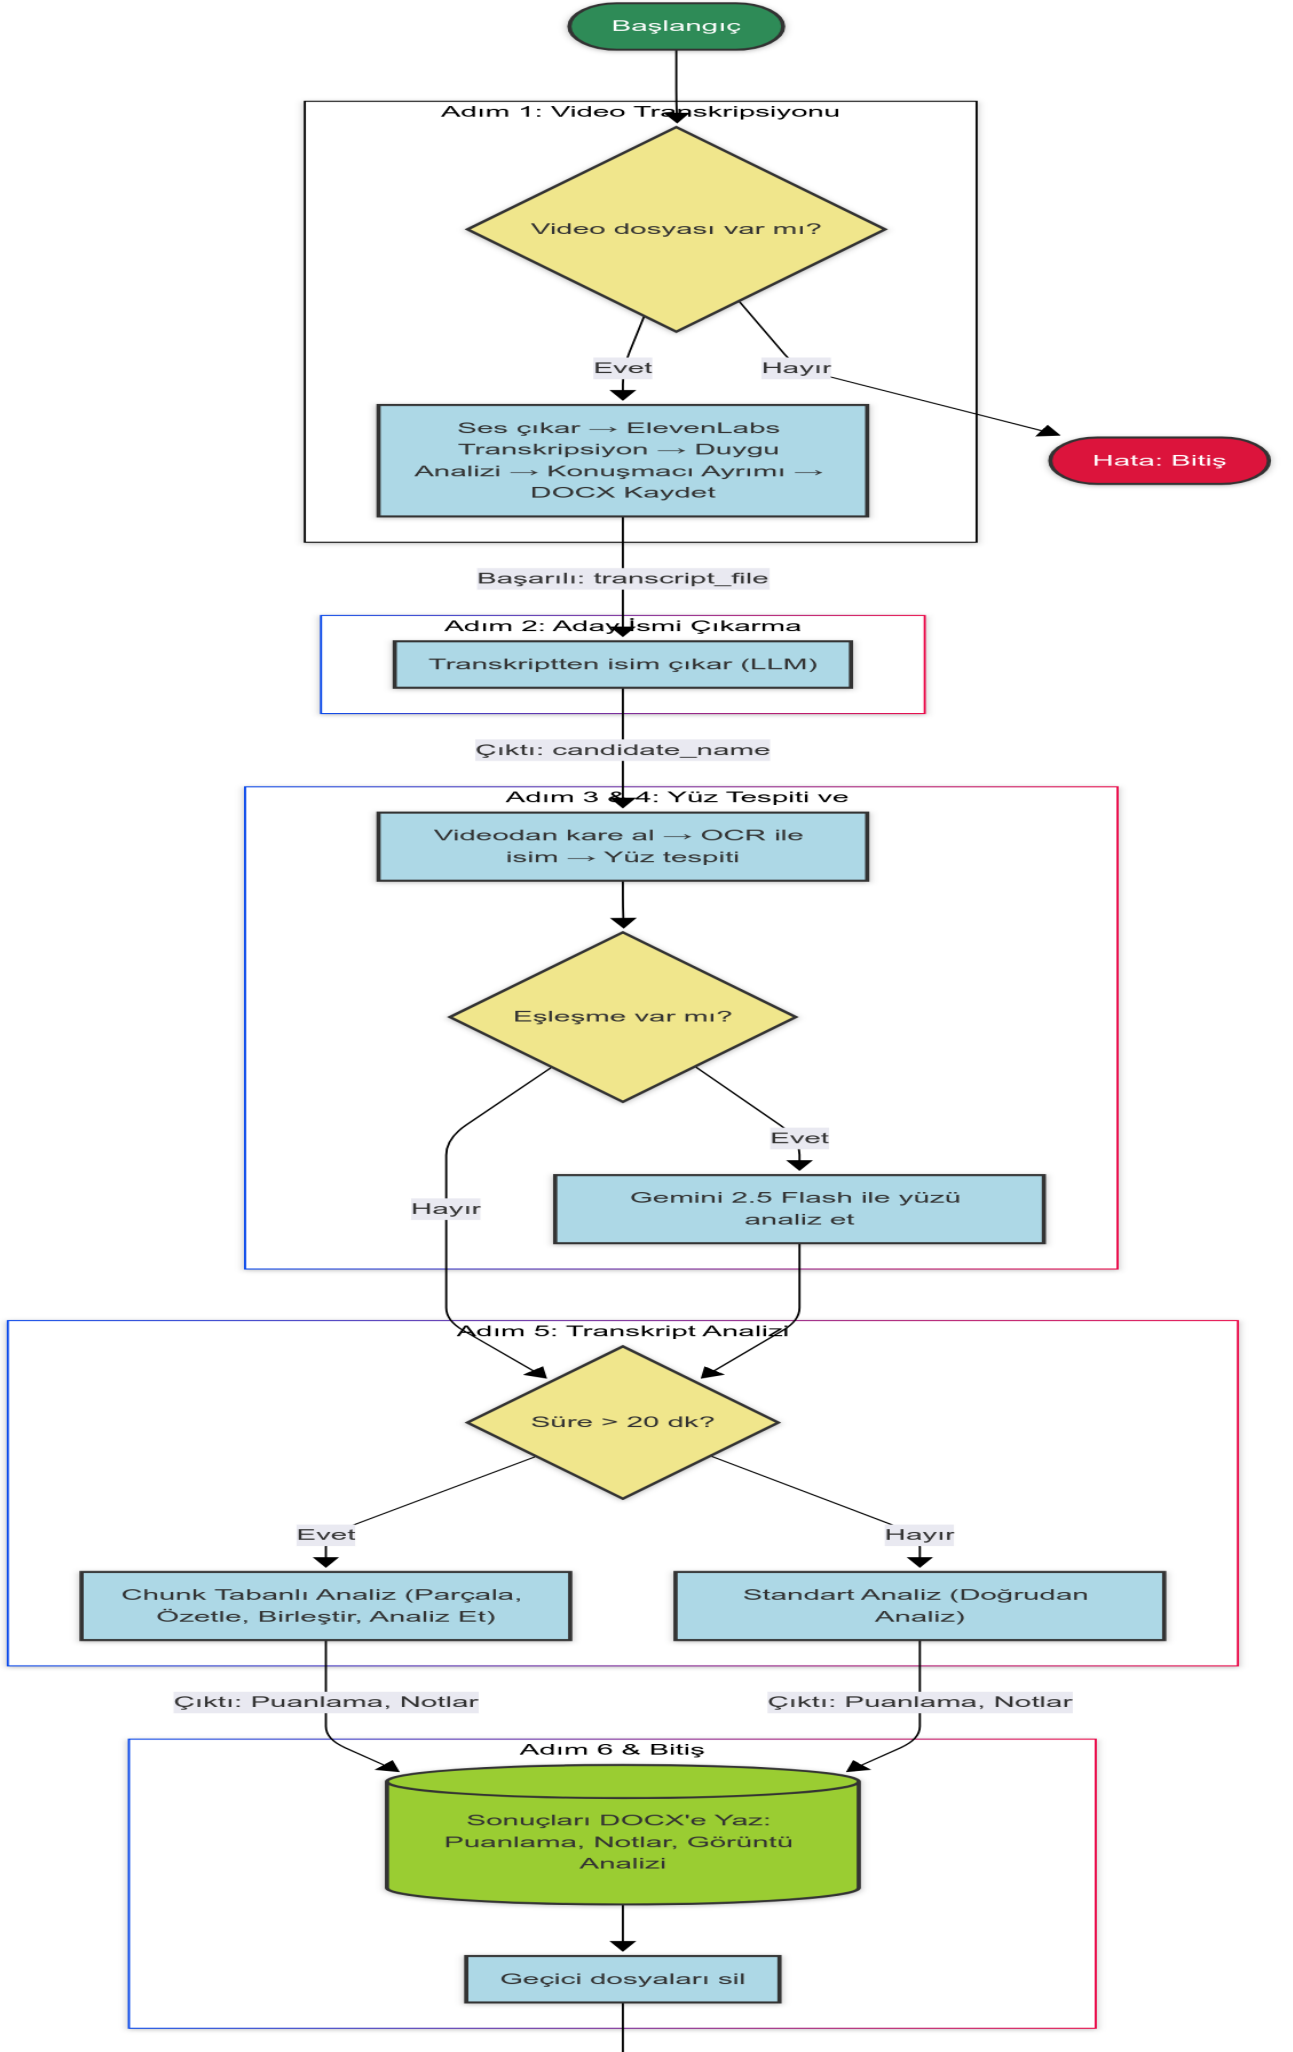 Başlangıç
Adım 1: Video Transkripsiyonu
Video dosyası var mı?
Evet
Hayır
Ses çıkar → ElevenLabs
Transkripsiyon → Duygu
Analizi → Konuşmacı Ayrımı →
DOCX Kaydet
Hata: Bitiş
Başarılı: transcript_file
Adım 2: Aday İsmi Çıkarma
Transkriptten isim çıkar (LLM)
Çıktı: candidate_name
Adım 3 & 4: Yüz Tespiti ve
Videodan kare al → OCR ile
isim → Yüz tespiti
Eşleşme var mı?
Evet
Hayır
Gemini 2.5 Flash ile yüzü
analiz et
Adım 5: Transkript Analizi
Süre > 20 dk?
Evet
Hayır
Chunk Tabanlı Analiz (Parçala,
Özetle, Birleştir, Analiz Et)
Standart Analiz (Doğrudan
Analiz)
Çıktı: Puanlama, Notlar
Çıktı: Puanlama, Notlar
Adım 6 & Bitiş
Sonuçları DOCX'e Yaz:
Puanlama, Notlar, Görüntü
Analizi
Geçici dosyaları sil